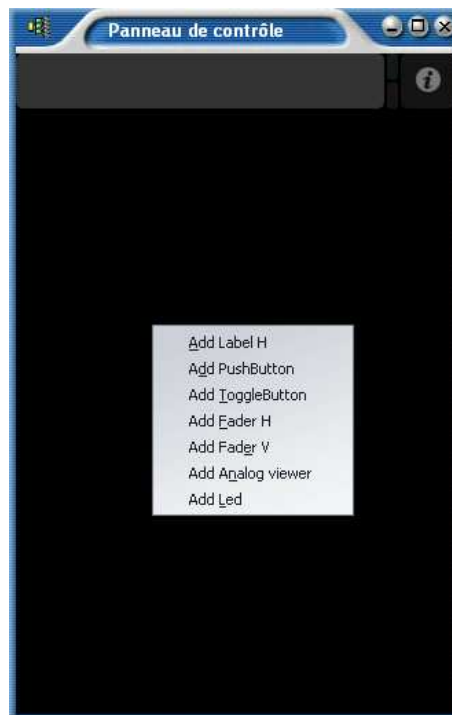 Panneau de contrôle
Add Label H
Add PushButton
Add ToggleButton
Add Fader H
Add Fader V
Add Analog viewer
Add Led